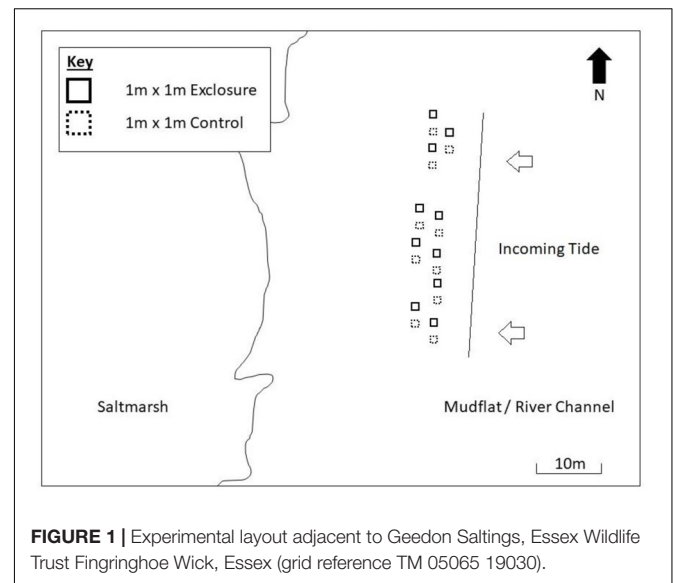 Key
1m x 1m Exclosure
1m x 1m Control
N
Incoming Tide
Saltmarsh
Mudflat / River Channel
10m
FIGURE 1 | Experimental layout adjacent to Geedon Saltings, Essex Wildlife
Trust Fingringhoe Wick, Essex (grid reference TM 05065 19030).